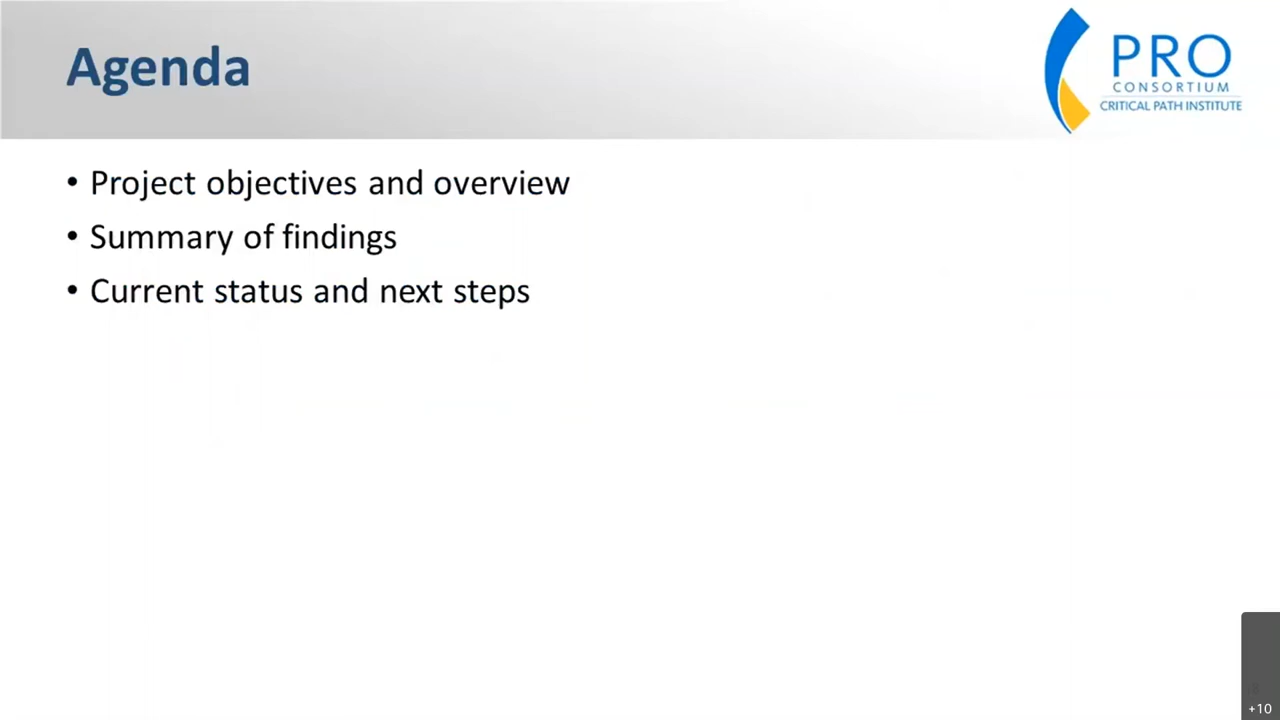 Agenda
PRO
CONSORTIUM
CRITICAL PATH INSTITUTE
• Project objectives and overview
• Summary of findings
• Current status and next steps
+10